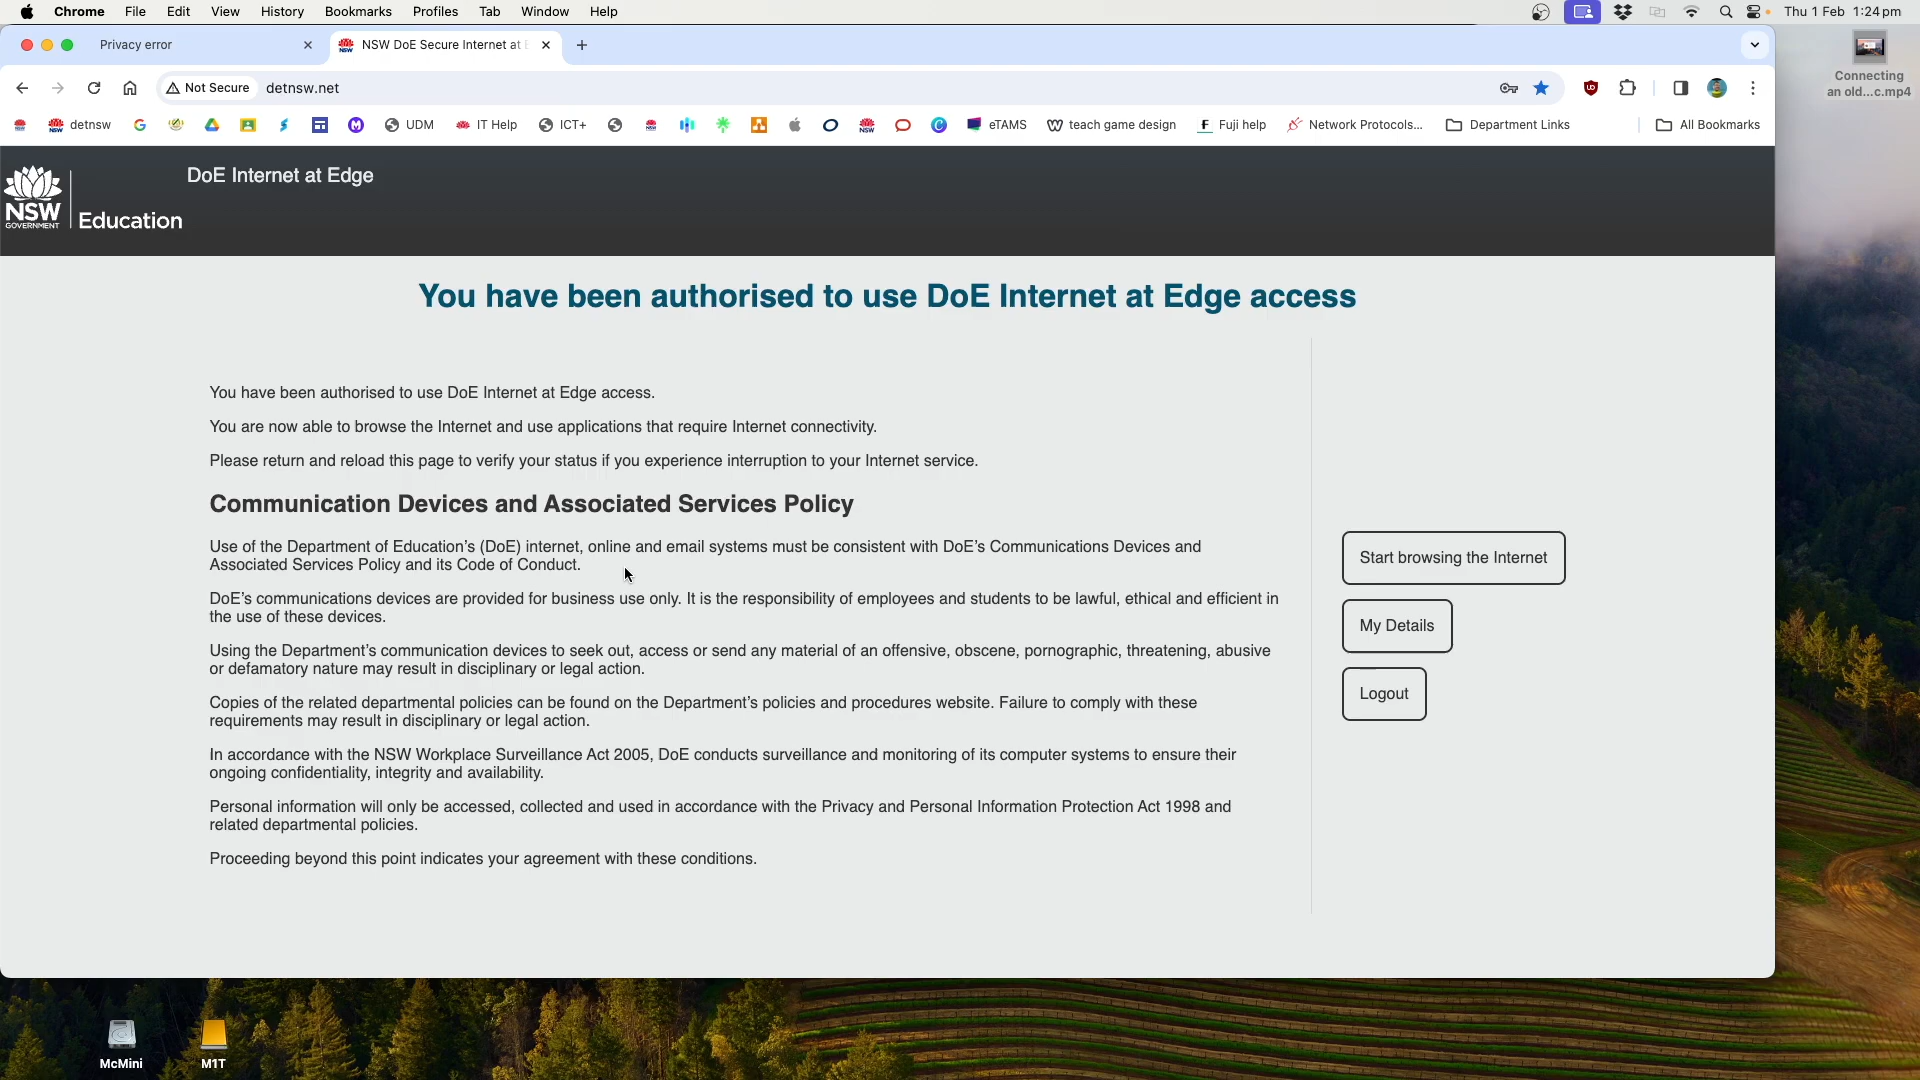 Chrome File Edit View History Bookmarks Profiles Tab Window Help Thu 1 Feb 1:24 pm
Privacy error NSW DoE Secure Internet at
Not Secure detnsw.net
detnsw UDM IT Help ICT+ eTAMS teach game design Fuji help Network Protocols... Department Links All Bookmarks
Connecting
an old...c.mp4
DoE Internet at Edge
NSW
GOVERNMENT
Education
You have been authorised to use DoE Internet at Edge access
You have been authorised to use DoE Internet at Edge access.
You are now able to browse the Internet and use applications that require Internet connectivity.
Please return and reload this page to verify your status if you experience interruption to your Internet service.
Communication Devices and Associated Services Policy
Use of the Department of Education’s (DoE) internet, online and email systems must be consistent with DoE’s Communications Devices and
Associated Services Policy and its Code of Conduct.
DoE’s communications devices are provided for business use only. It is the responsibility of employees and students to be lawful, ethical and efficient in
the use of these devices.
Using the Department’s communication devices to seek out, access or send any material of an offensive, obscene, pornographic, threatening, abusive
or defamatory nature may result in disciplinary or legal action.
Copies of the related departmental policies can be found on the Department’s policies and procedures website. Failure to comply with these
requirements may result in disciplinary or legal action.
In accordance with the NSW Workplace Surveillance Act 2005, DoE conducts surveillance and monitoring of its computer systems to ensure their
ongoing confidentiality, integrity and availability.
Personal information will only be accessed, collected and used in accordance with the Privacy and Personal Information Protection Act 1998 and
related departmental policies.
Proceeding beyond this point indicates your agreement with these conditions.
Start browsing the Internet
My Details
Logout
McMini M1T